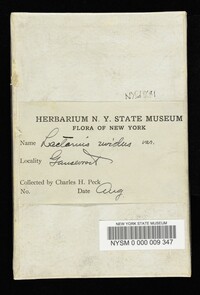 HERBARIUM N. Y. STATE MUSEUM
FLORA OF NEW YORK
Name Lactarius uvidus var.
Locality Gansevoort
Collected by Charles H. Peck
No. Date Aug
NEW YORK STATE MUSEUM
NYSM 0 000 009 347